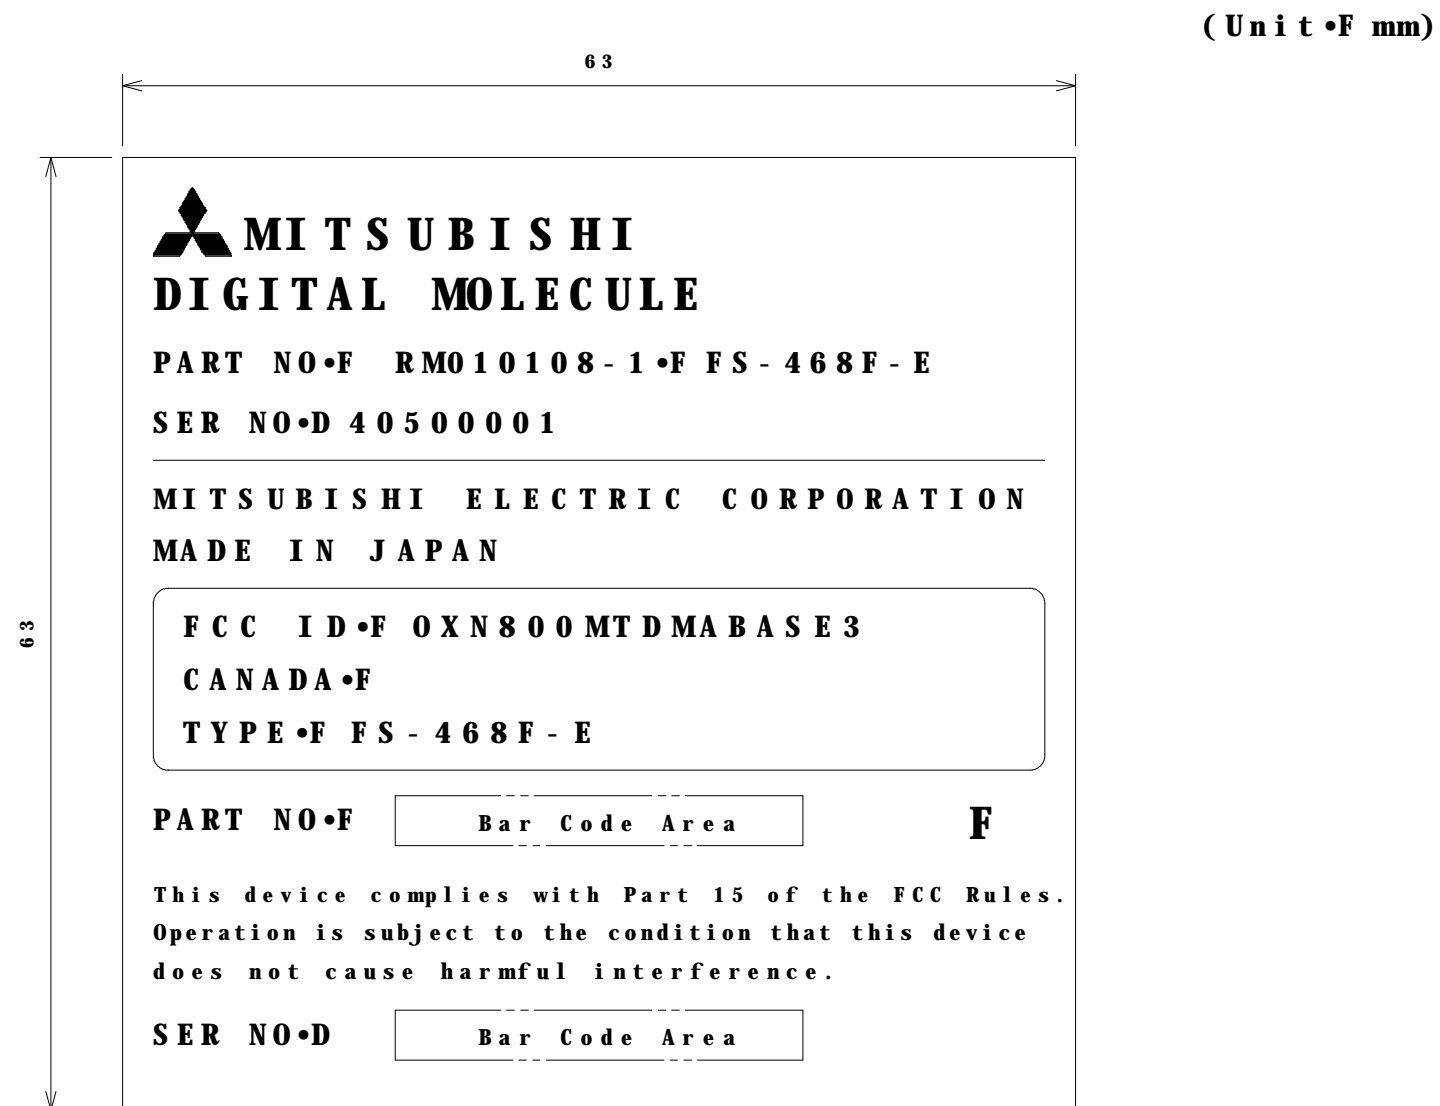 (Unit•F mm)
63
MITSUBISHI
DIGITAL MOLECULE
PART NO•F RM010108-1•F FS-468F-E
SER NO•D 40500001
MITSUBISHI ELECTRIC CORPORATION
MADE IN JAPAN
63
FCC ID•F OXN800MTDMABASE3
CANADA•F
TYPE•F FS-468F-E
PART NO•F Bar Code Area F
This device complies with Part 15 of the FCC Rules.
Operation is subject to the condition that this device
does not cause harmful interference.
SER NO•D Bar Code Area